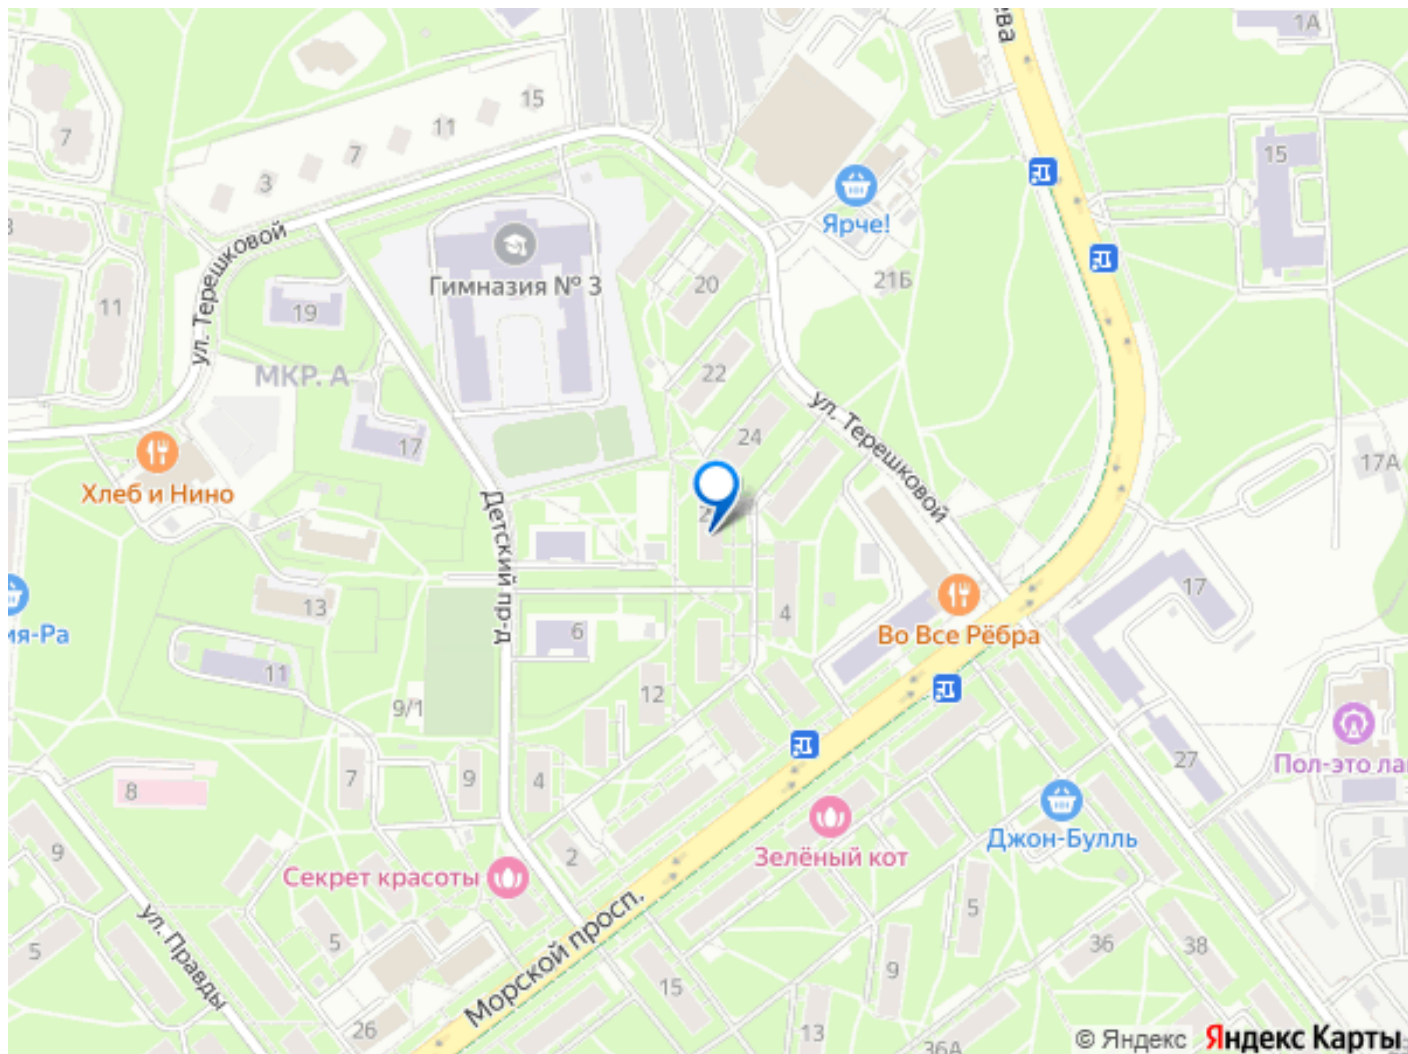 1А
15
7
11
7
3
15
Ярче!
ул. Терешковой
Гимназия № 3
20
21Б
11
19
МКР. А
22
ул. Терешковой
17
24
17А
Хлеб и Нино
Детский пр-д
13
4
17
6
Во Все Рёбра
11
12
9/1
27
Пол-это ла
7
9
4
8
Джон-Булль
Зелёный кот
9
2
Секрет красоты
Морской просп.
ул. Правды
5
5
5
36
38
9
15
26
13
36А
© Яндекс
Яндекс Карты